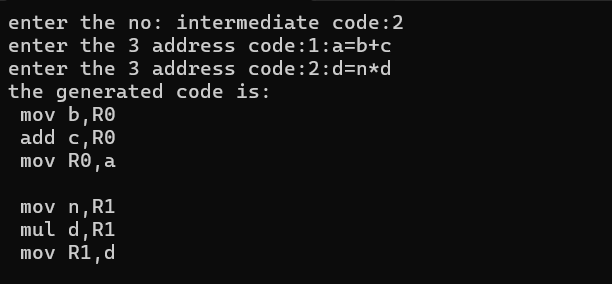 enter the no: intermediate code:2
enter the 3 address code:1:a=b+c
enter the 3 address code:2:d=n*d
the generated code is:
mov b,R0
add c,R0
mov R0,a
mov n,R1
mul d,R1
mov R1,d